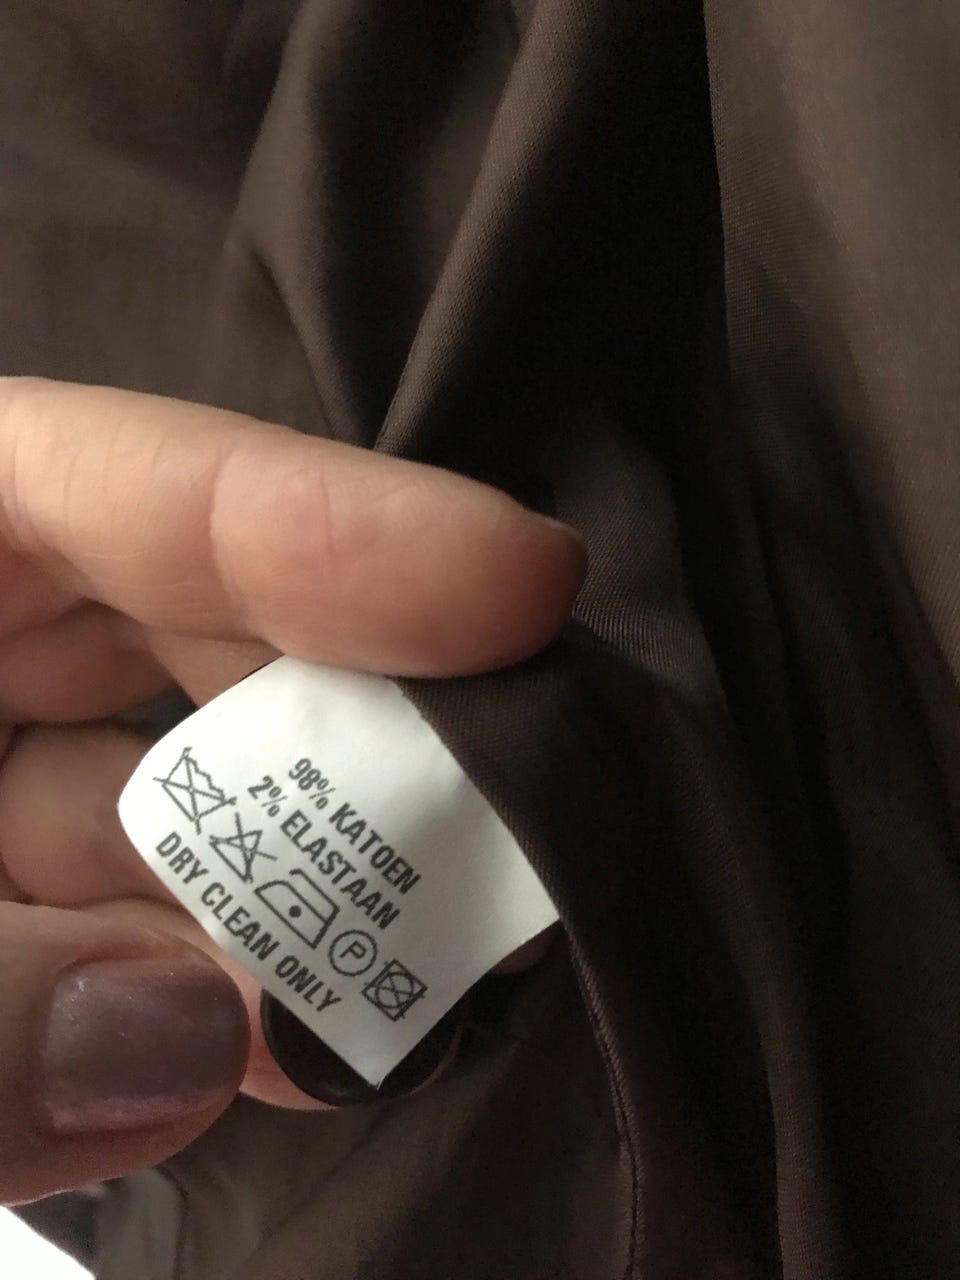 98% KATOEN
2% ELASTAAN
P
DRY CLEAN ONLY